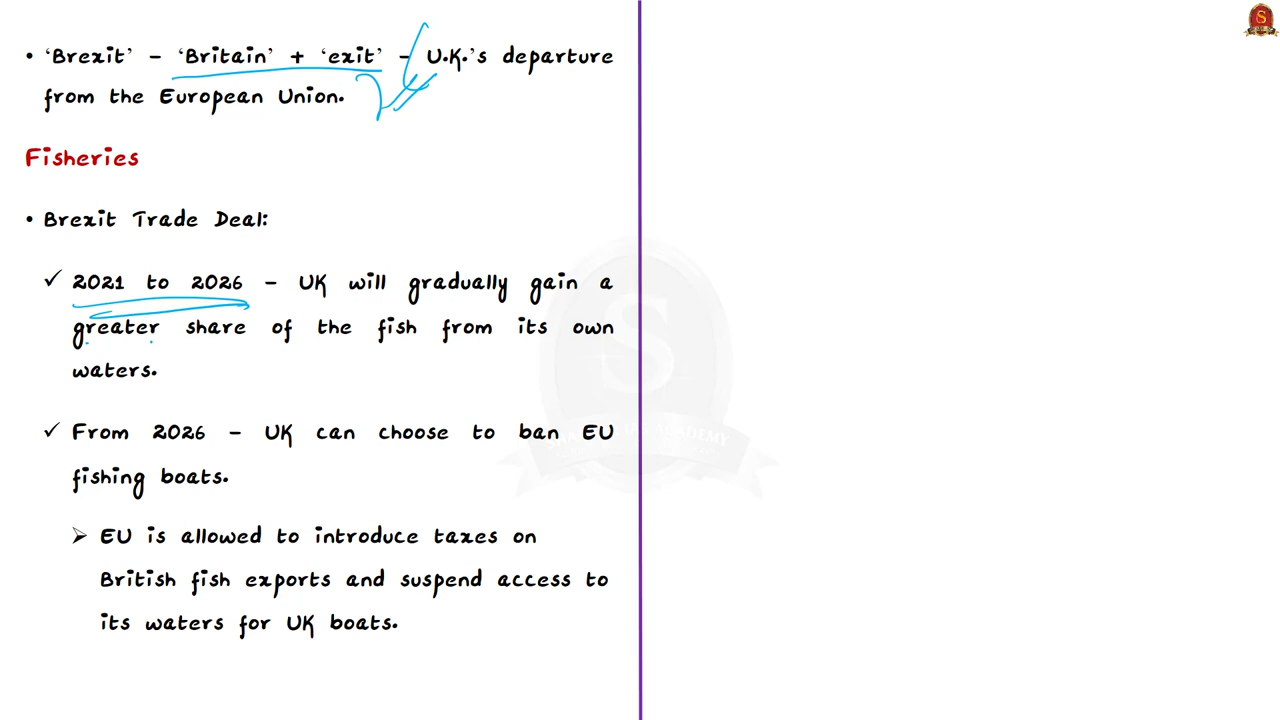 • ‘Brexit’ – ‘Britain’ + ‘exit’ – U.K.’s departure
from the European Union.
Fisheries
• Brexit Trade Deal:
✓ 2021 to 2026 – UK will gradually gain a
greater share of the fish from its own
waters.
✓ From 2026 – UK can choose to ban EU
fishing boats.
➢ EU is allowed to introduce taxes on
British fish exports and suspend access to
its waters for UK boats.